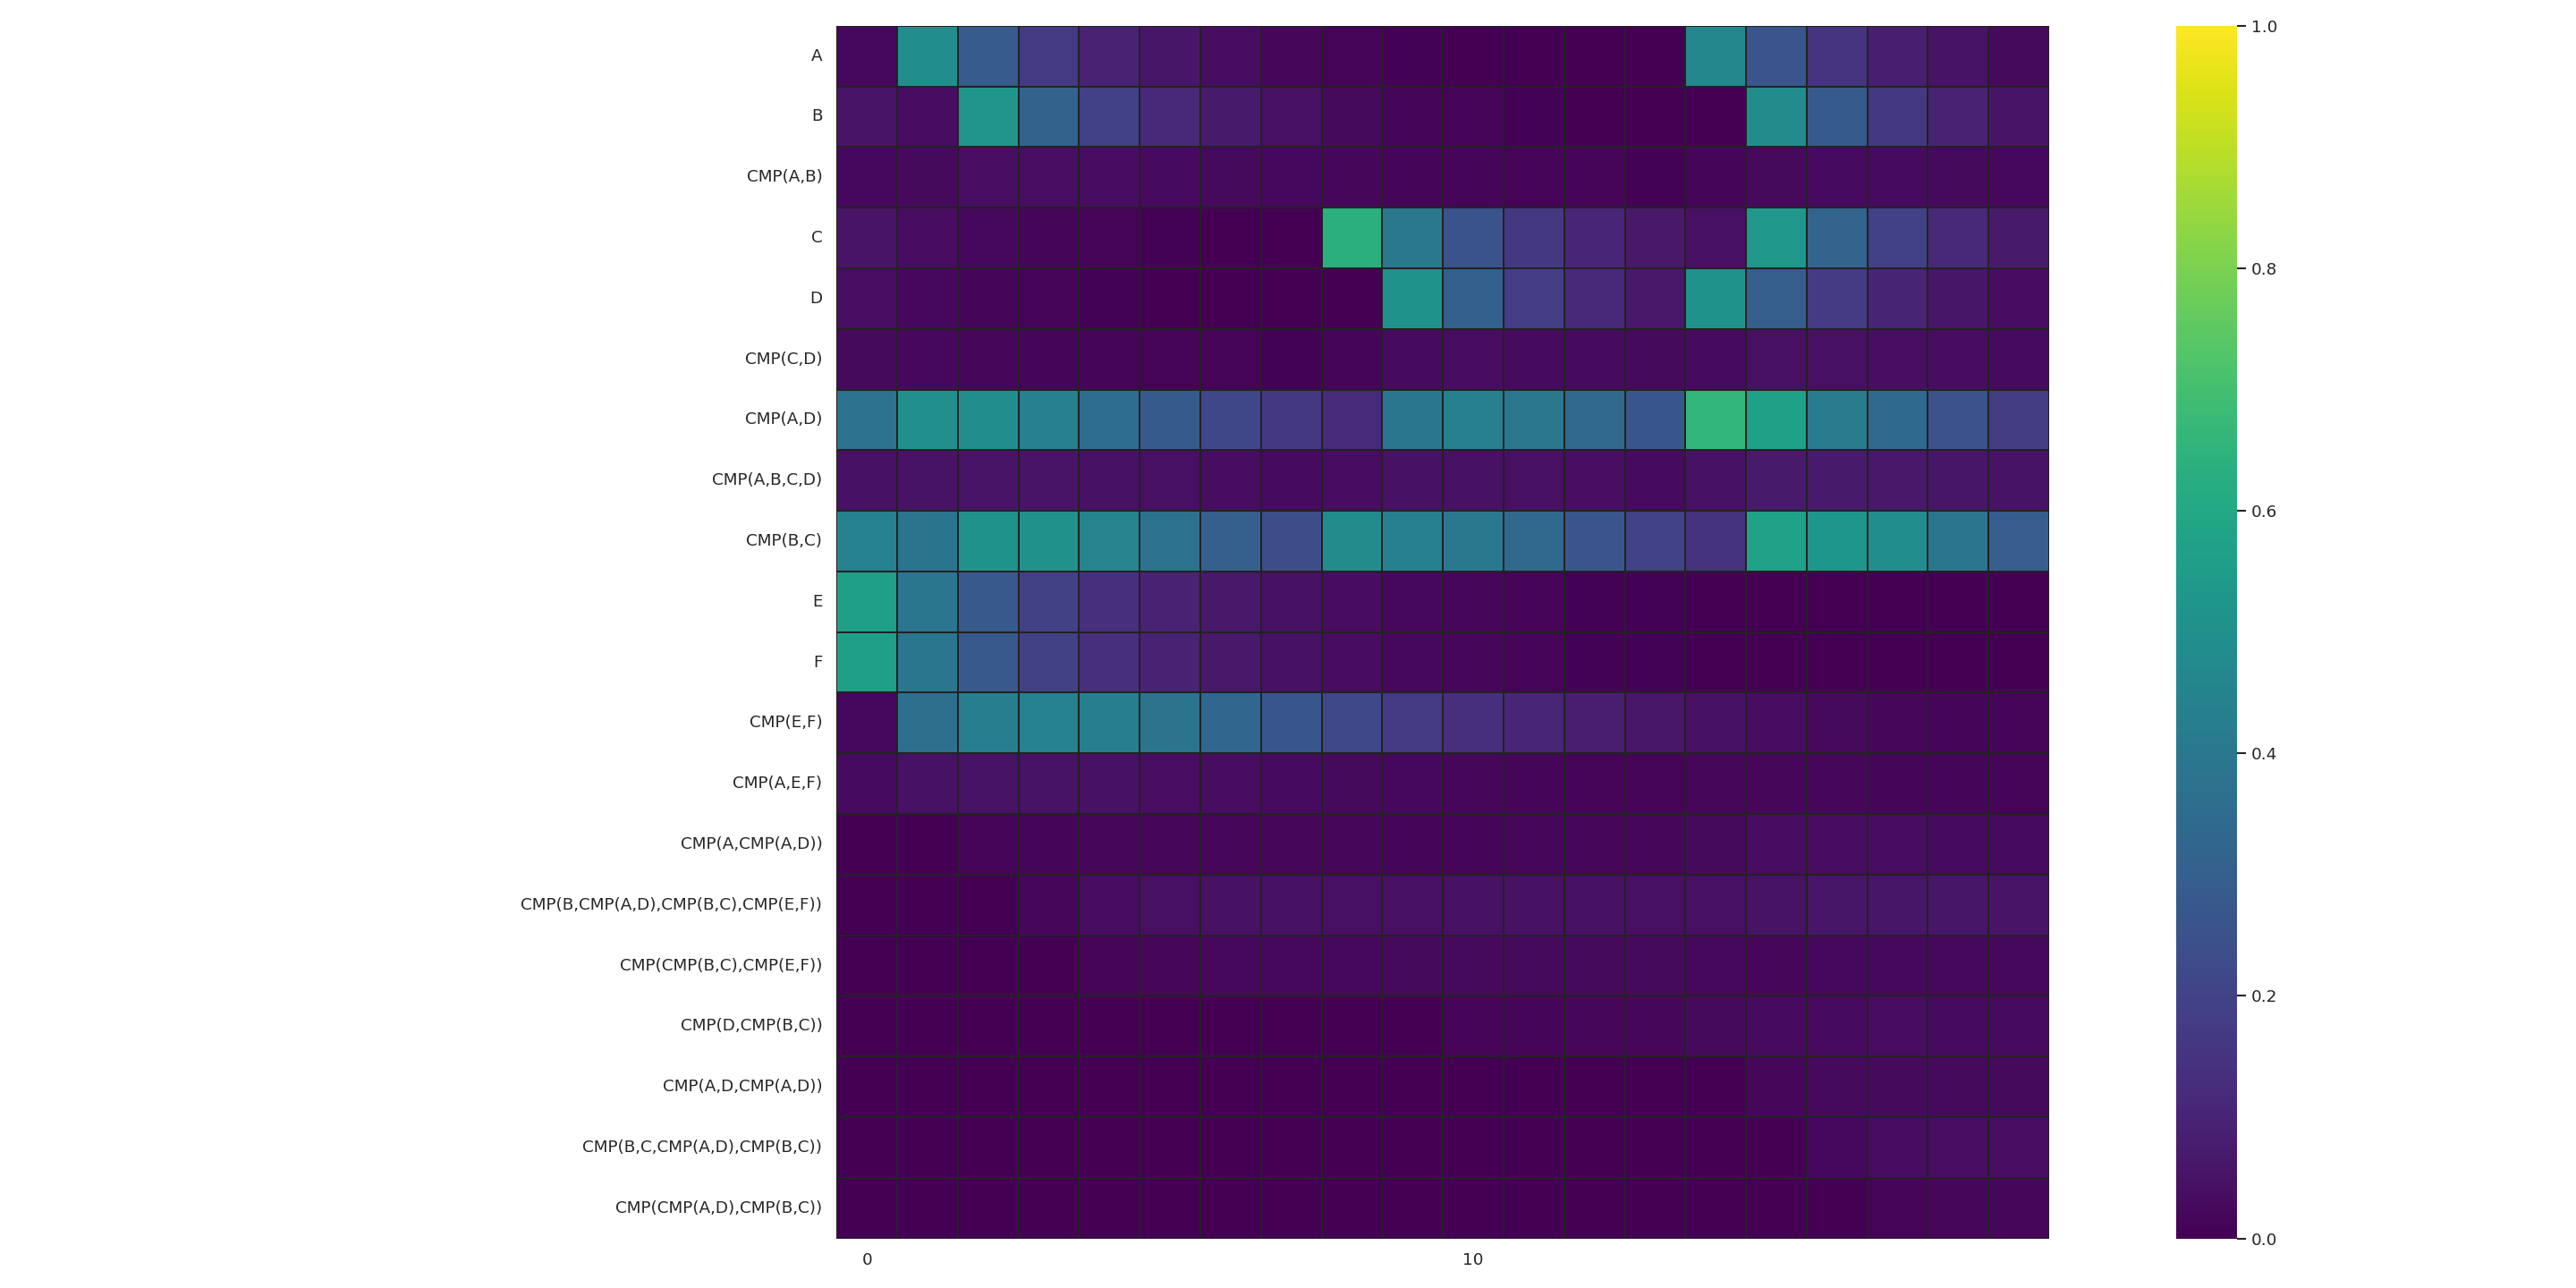 A
B
CMP(A,B)
C
D
CMP(C,D)
CMP(A,D)
CMP(A,B,C,D)
CMP(B,C)
E
F
CMP(E,F)
CMP(A,E,F)
CMP(A,CMP(A,D))
CMP(B,CMP(A,D),CMP(B,C),CMP(E,F))
CMP(CMP(B,C),CMP(E,F))
CMP(D,CMP(B,C))
CMP(A,D,CMP(A,D))
CMP(B,C,CMP(A,D),CMP(B,C))
CMP(CMP(A,D),CMP(B,C))
0 10
1.0
0.8
0.6
0.4
0.2
0.0